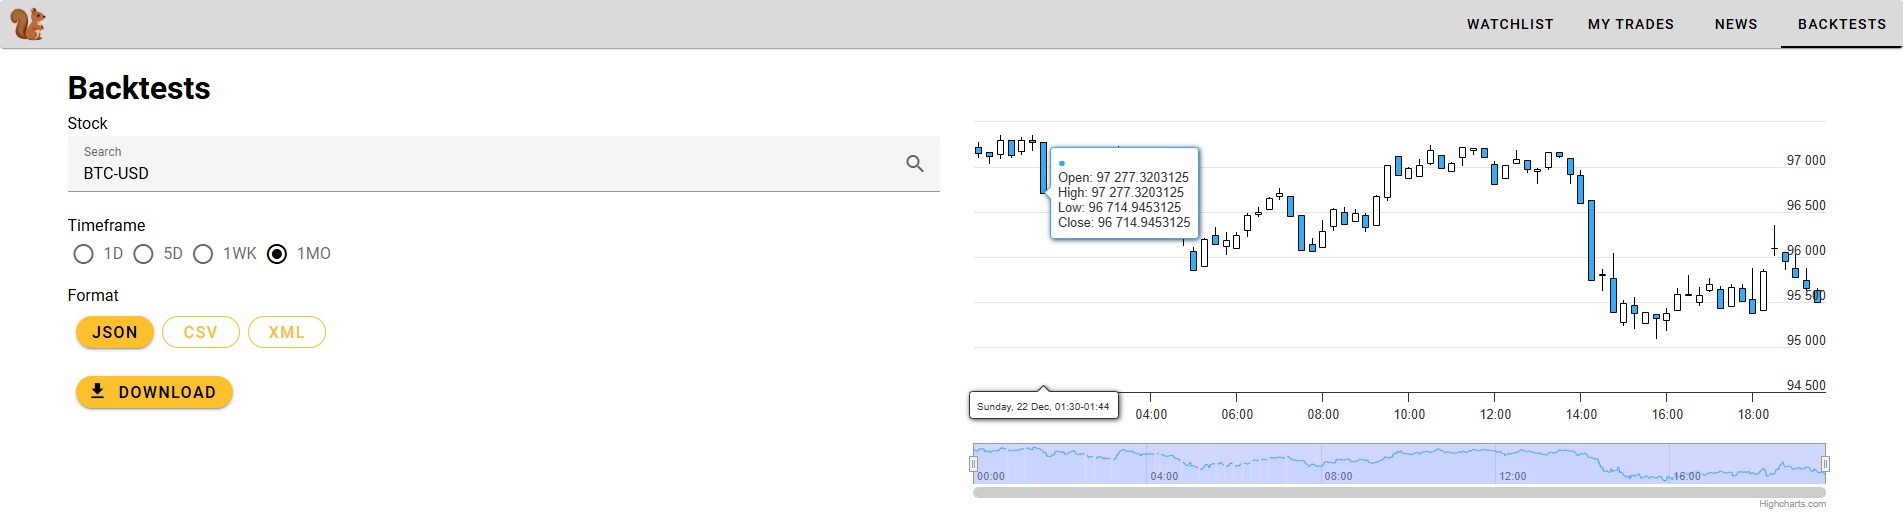 WATCHLIST MY TRADES NEWS BACKTESTS
Backtests
Stock
Search
BTC-USD
Timeframe
1D 5D 1WK 1MO
Format
JSON CSV XML
DOWNLOAD
Open: 97 277.3203125
High: 97 277.3203125
Low: 96 714.9453125
Close: 96 714.9453125
97 000
96 500
96 000
95 500
95 000
94 500
Sunday, 22 Dec, 01:30-01:44
04:00 06:00 08:00 10:00 12:00 14:00 16:00 18:00
00:00 04:00 08:00 12:00 16:00
Highcharts.com